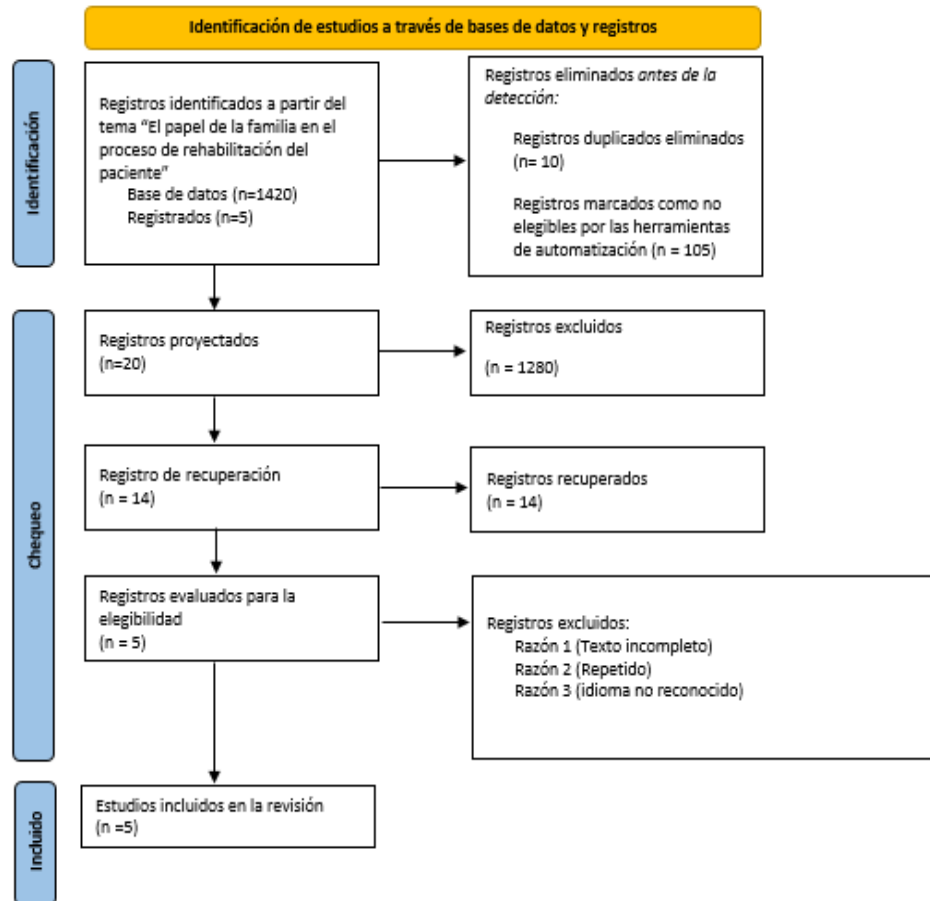 Identificación de estudios a través de bases de datos y registros
Identificación
Registros identificados a partir del
tema “El papel de la familia en el
proceso de rehabilitación del
paciente”
Base de datos (n=1420)
Registrados (n=5)
Registros eliminados antes de la
detección:
Registros duplicados eliminados
(n= 10)
Registros marcados como no
elegibles por las herramientas
de automatización (n = 105)
Chequeo
Registros proyectados
(n=20)
Registros excluidos
(n = 1280)
Registro de recuperación
(n = 14)
Registros recuperados
(n = 14)
Registros evaluados para la
elegibilidad
(n = 5)
Registros excluidos:
Razón 1 (Texto incompleto)
Razón 2 (Repetido)
Razón 3 (idioma no reconocido)
Incluido
Estudios incluidos en la revisión
(n =5)